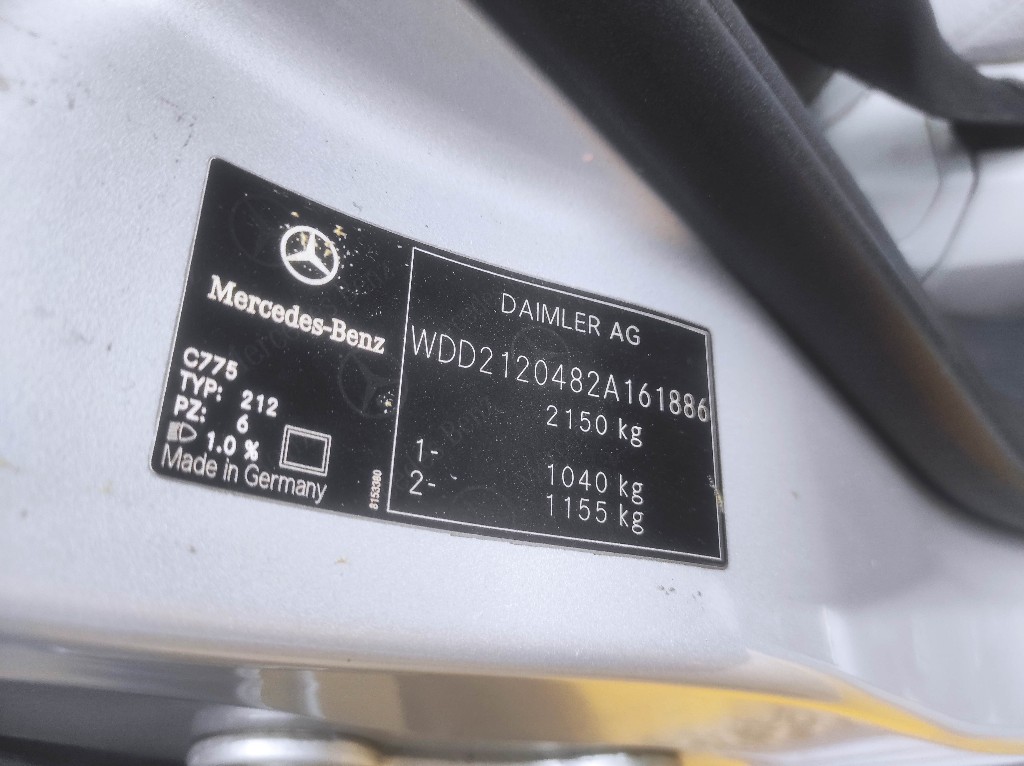 Mercedes-Benz
C775
TYP: 212
PZ: 6
1.0 %
Made in Germany
8153380
DAIMLER AG
WDD2120482A161886
2150 kg
1- 1040 kg
2- 1155 kg